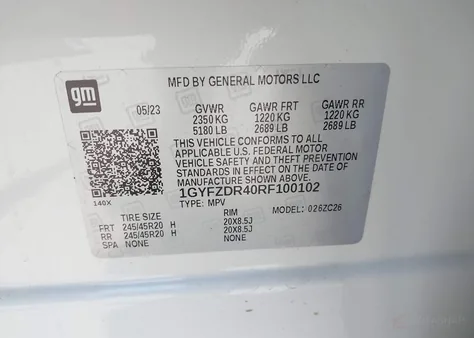 MFD BY GENERAL MOTORS LLC
gm
05/23 GVWR GAWR FRT GAWR RR
2350 KG 1220 KG 1220 KG
5180 LB 2689 LB 2689 LB
THIS VEHICLE CONFORMS TO ALL
APPLICABLE U.S. FEDERAL MOTOR
VEHICLE SAFETY AND THEFT PREVENTION
STANDARDS IN EFFECT ON THE DATE OF
MANUFACTURE SHOWN ABOVE.
1GYFZDR40RF100102
140X
TYPE: MPV MODEL: 026ZC26
TIRE SIZE RIM
FRT 245/45R20 H 20X8.5J
RR 245/45R20 H 20X8.5J
SPA NONE NONE